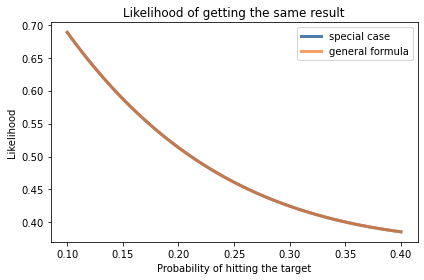 Likelihood of getting the same result
special case
general formula
Likelihood
0.70
0.65
0.60
0.55
0.50
0.45
0.40
0.10 0.15 0.20 0.25 0.30 0.35 0.40
Probability of hitting the target